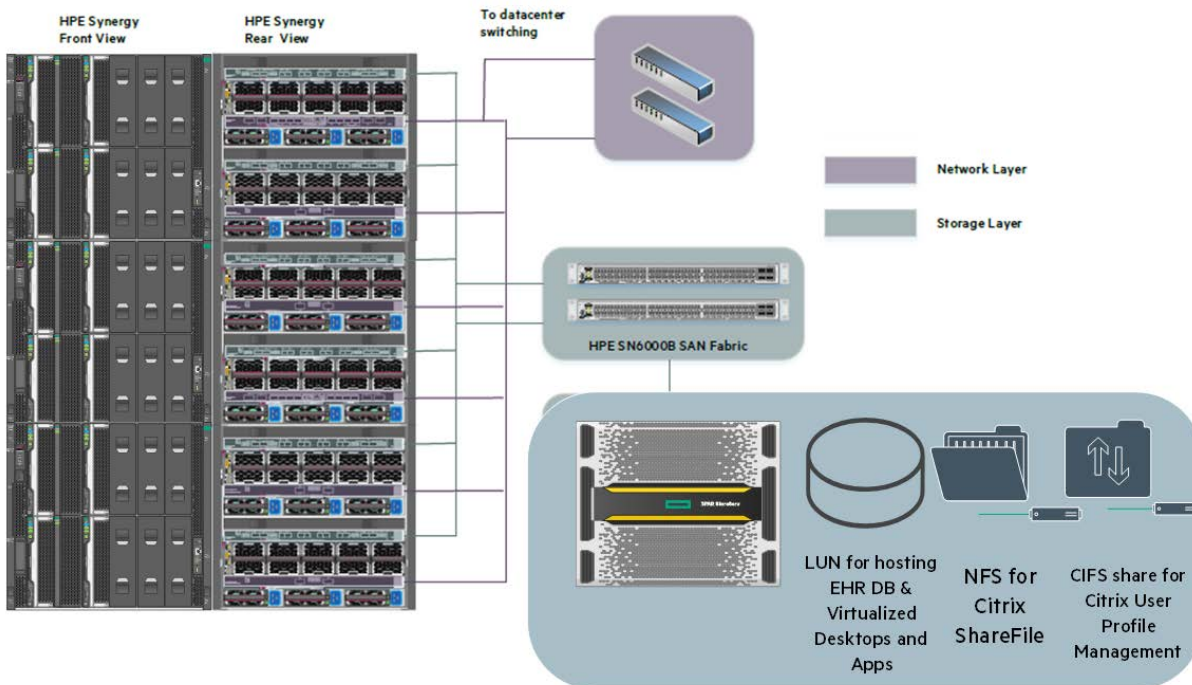 HPE Synergy
Front View
HPE Synergy
Rear View
To datacenter
switching
Network Layer
Storage Layer
HPE SN6000B SAN Fabric
3PAR StoreServ
LUN for hosting
EHR DB &
Virtualized
Desktops and
Apps
NFS for
Citrix
ShareFile
CIFS share for
Citrix User
Profile
Management